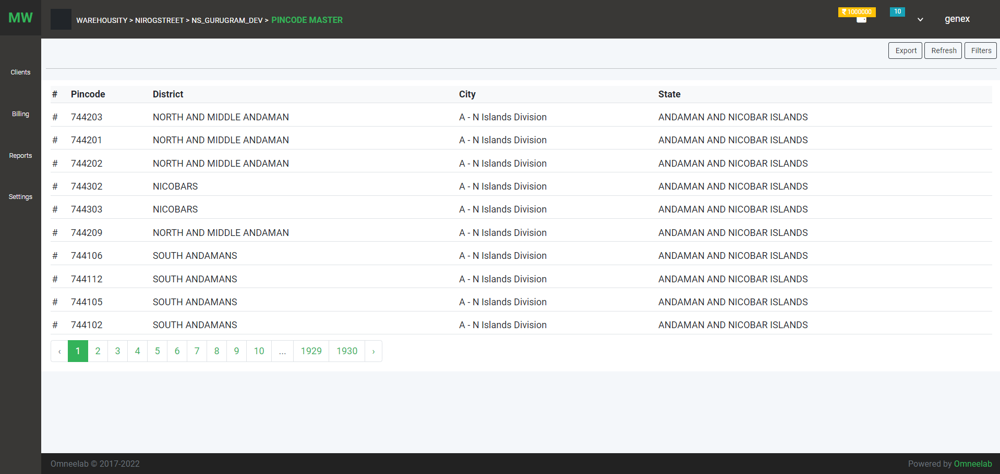 MW
WAREHOUSITY > NIROGSTREET > NS_GURUGRAM_DEV > PINCODE MASTER
₹ 1000000
10
genex
Export
Refresh
Filters
Clients
Billing
Reports
Settings
# Pincode District City State
# 744203 NORTH AND MIDDLE ANDAMAN A - N Islands Division ANDAMAN AND NICOBAR ISLANDS
# 744201 NORTH AND MIDDLE ANDAMAN A - N Islands Division ANDAMAN AND NICOBAR ISLANDS
# 744202 NORTH AND MIDDLE ANDAMAN A - N Islands Division ANDAMAN AND NICOBAR ISLANDS
# 744302 NICOBARS A - N Islands Division ANDAMAN AND NICOBAR ISLANDS
# 744303 NICOBARS A - N Islands Division ANDAMAN AND NICOBAR ISLANDS
# 744209 NORTH AND MIDDLE ANDAMAN A - N Islands Division ANDAMAN AND NICOBAR ISLANDS
# 744106 SOUTH ANDAMANS A - N Islands Division ANDAMAN AND NICOBAR ISLANDS
# 744112 SOUTH ANDAMANS A - N Islands Division ANDAMAN AND NICOBAR ISLANDS
# 744105 SOUTH ANDAMANS A - N Islands Division ANDAMAN AND NICOBAR ISLANDS
# 744102 SOUTH ANDAMANS A - N Islands Division ANDAMAN AND NICOBAR ISLANDS
‹ 1 2 3 4 5 6 7 8 9 10 ... 1929 1930 ›
Omneelab © 2017-2022
Powered by Omneelab